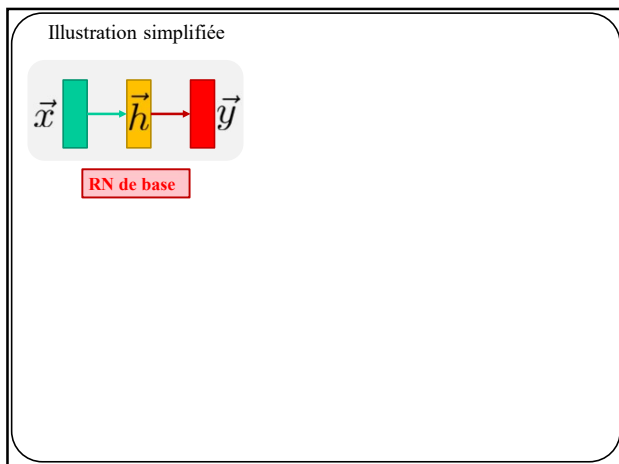 Illustration simplifiée
x⃗ h⃗ y⃗
RN de base